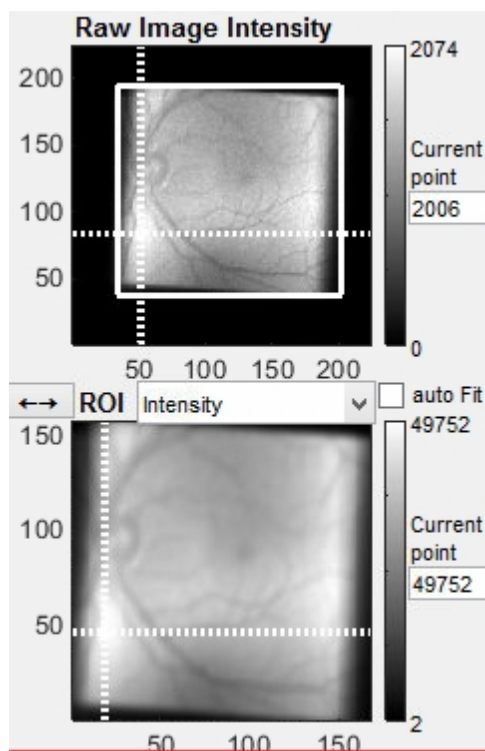 Raw Image Intensity
200
150
100
50
50 100 150 200
2074
Current
point
2006
0
←→ ROI Intensity auto Fit
150
100
50
50 100 150
49752
Current
point
49752
2